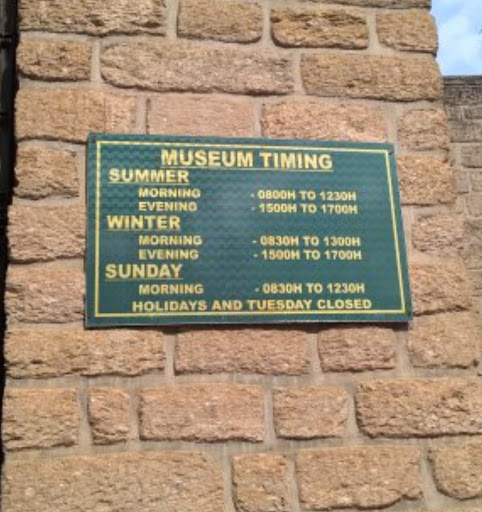 MUSEUM TIMING
SUMMER
MORNING - 0800H TO 1230H
EVENING - 1500H TO 1700H
WINTER
MORNING - 0830H TO 1300H
EVENING - 1500H TO 1700H
SUNDAY
MORNING - 0830H TO 1230H
HOLIDAYS AND TUESDAY CLOSED